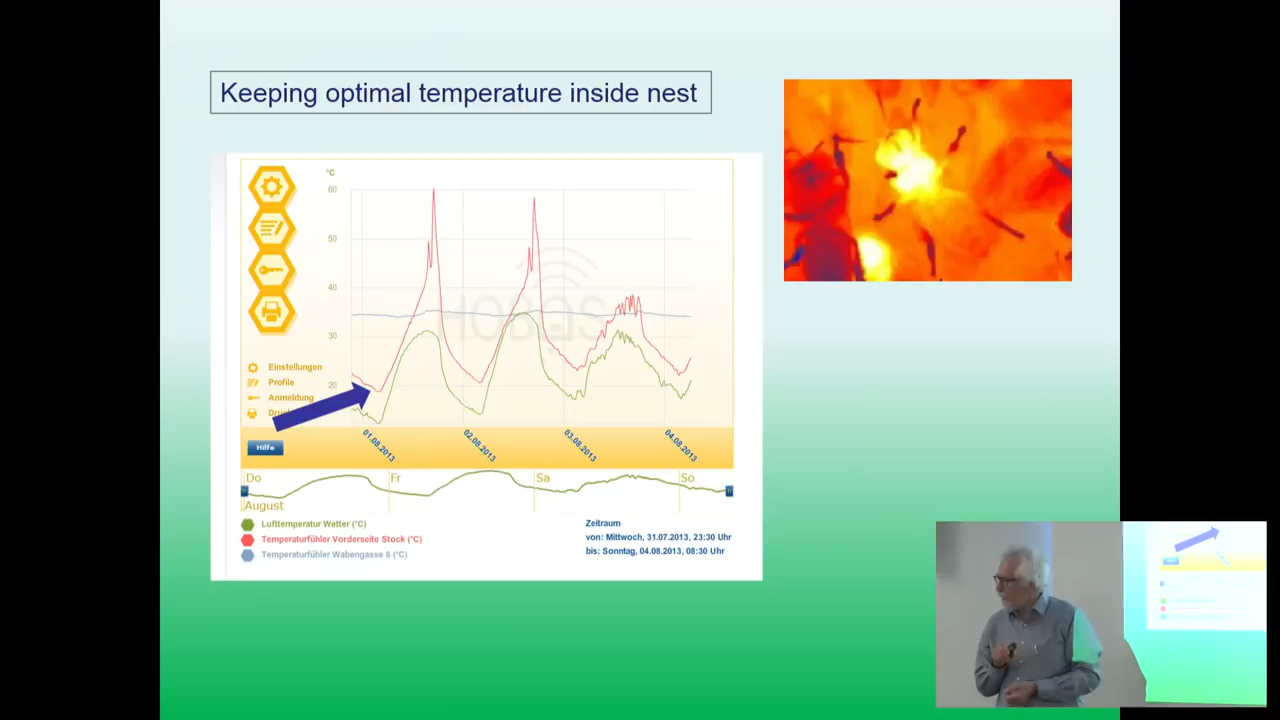 Keeping optimal temperature inside nest
°C
60
50
40
30
20
HOBOS
Einstellungen
Profile
Anmeldung
Hilfe
01.08.2013
02.08.2013
03.08.2013
04.08.2013
Do
Fr
Sa
So
August
Lufttemperatur Wetter (°C)
Temperaturfühler Vorderseite Stock (°C)
Temperaturfühler Wabengasse 6 (°C)
Zeitraum
von: Mittwoch, 31.07.2013, 23:30 Uhr
bis: Sonntag, 04.08.2013, 08:30 Uhr